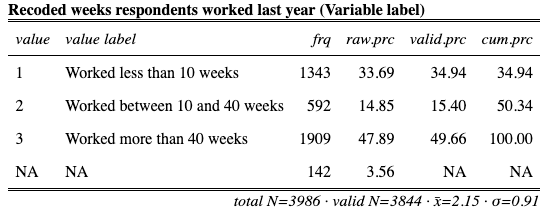 Recoded weeks respondents worked last year (Variable label)
value value label frq raw.prc valid.prc cum.prc
1 Worked less than 10 weeks 1343 33.69 34.94 34.94
2 Worked between 10 and 40 weeks 592 14.85 15.40 50.34
3 Worked more than 40 weeks 1909 47.89 49.66 100.00
NA NA 142 3.56 NA NA
total N=3986 · valid N=3844 · x̄=2.15 · σ=0.91